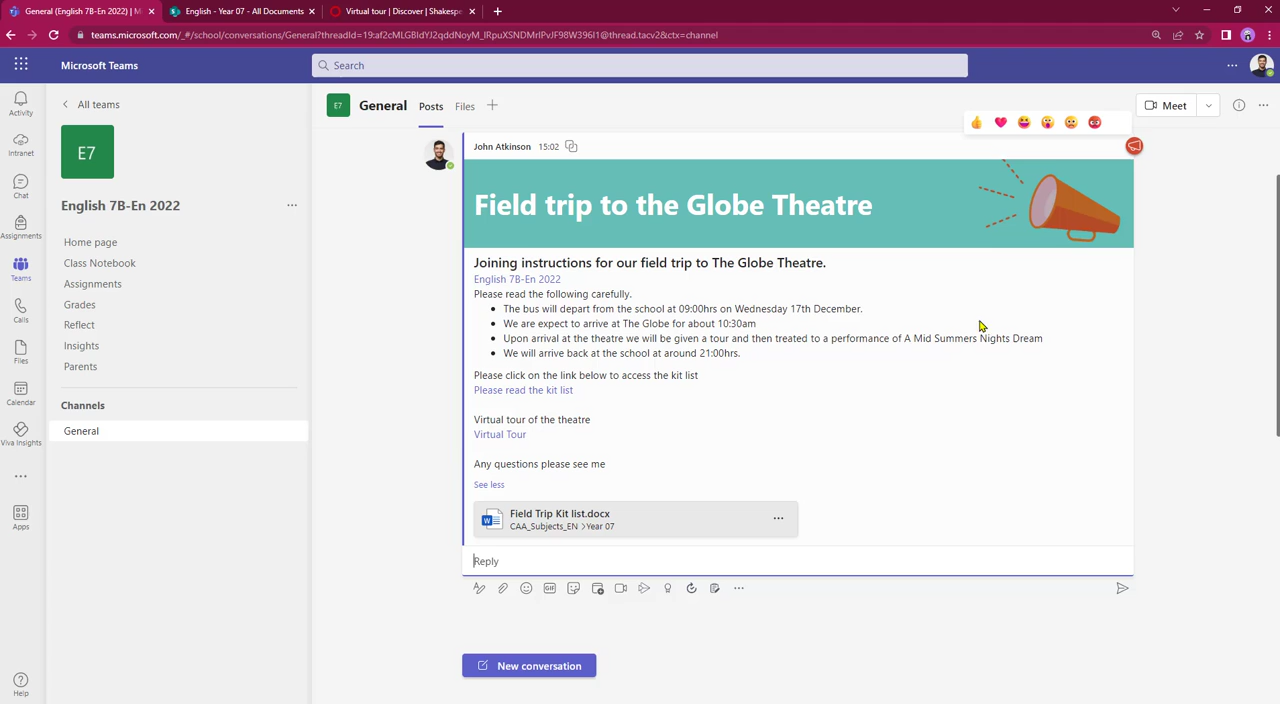 General (English 7B-En 2022) | M
English - Year 07 - All Documents
Virtual tour | Discover | Shakespe
teams.microsoft.com/_#/school/conversations/General?threadId=19:af2cMLGBIdYJ2qddNoyM_IRpuXSNDMrIPvJF98W396I1@thread.tacv2&ctx=channel
Microsoft Teams
Search
Activity
Intranet
Chat
Assignments
Teams
Calls
Files
Calendar
Viva Insights
Apps
Help
All teams
E7
English 7B-En 2022
Home page
Class Notebook
Assignments
Grades
Reflect
Insights
Parents
Channels
General
E7
General
Posts
Files
Meet
John Atkinson 15:02
Field trip to the Globe Theatre
Joining instructions for our field trip to The Globe Theatre.
English 7B-En 2022
Please read the following carefully.
The bus will depart from the school at 09:00hrs on Wednesday 17th December.
We are expect to arrive at The Globe for about 10:30am
Upon arrival at the theatre we will be given a tour and then treated to a performance of A Mid Summers Nights Dream
We will arrive back at the school at around 21:00hrs.
Please click on the link below to access the kit list
Please read the kit list
Virtual tour of the theatre
Virtual Tour
Any questions please see me
See less
W
Field Trip Kit list.docx
CAA_Subjects_EN >Year 07
Reply
GIF
New conversation